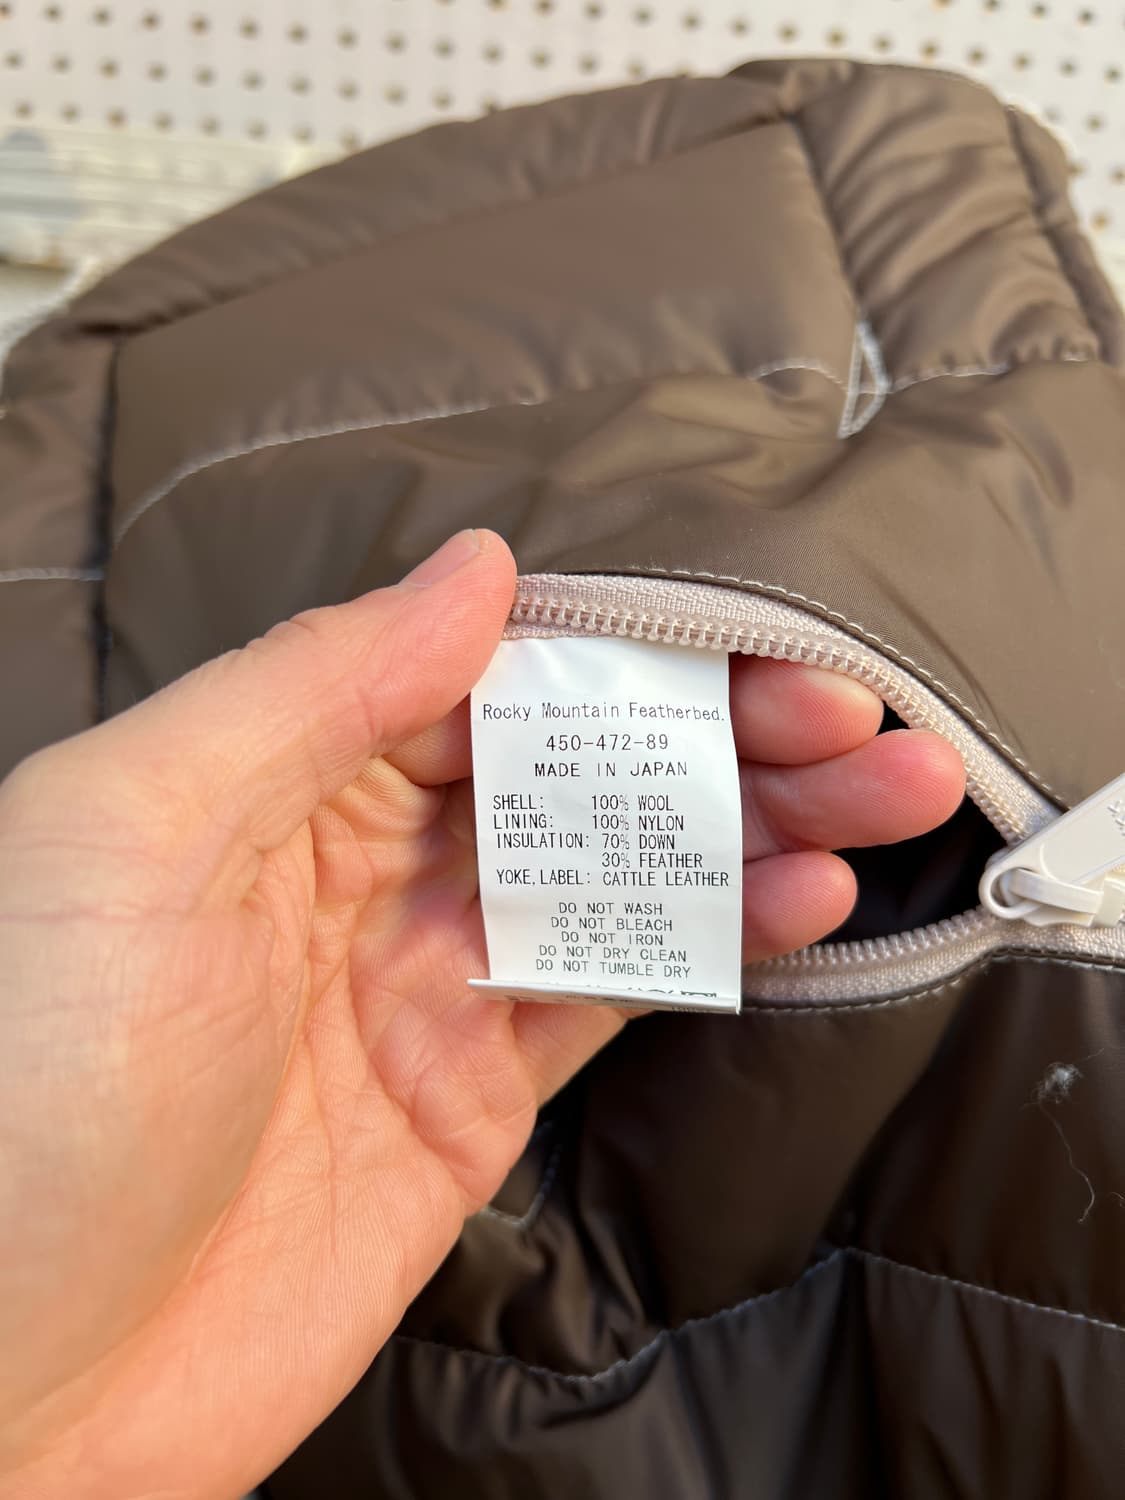 Rocky Mountain Featherbed.
450-472-89
MADE IN JAPAN
SHELL: 100% WOOL
LINING: 100% NYLON
INSULATION: 70% DOWN
30% FEATHER
YOKE, LABEL: CATTLE LEATHER
DO NOT WASH
DO NOT BLEACH
DO NOT IRON
DO NOT DRY CLEAN
DO NOT TUMBLE DRY